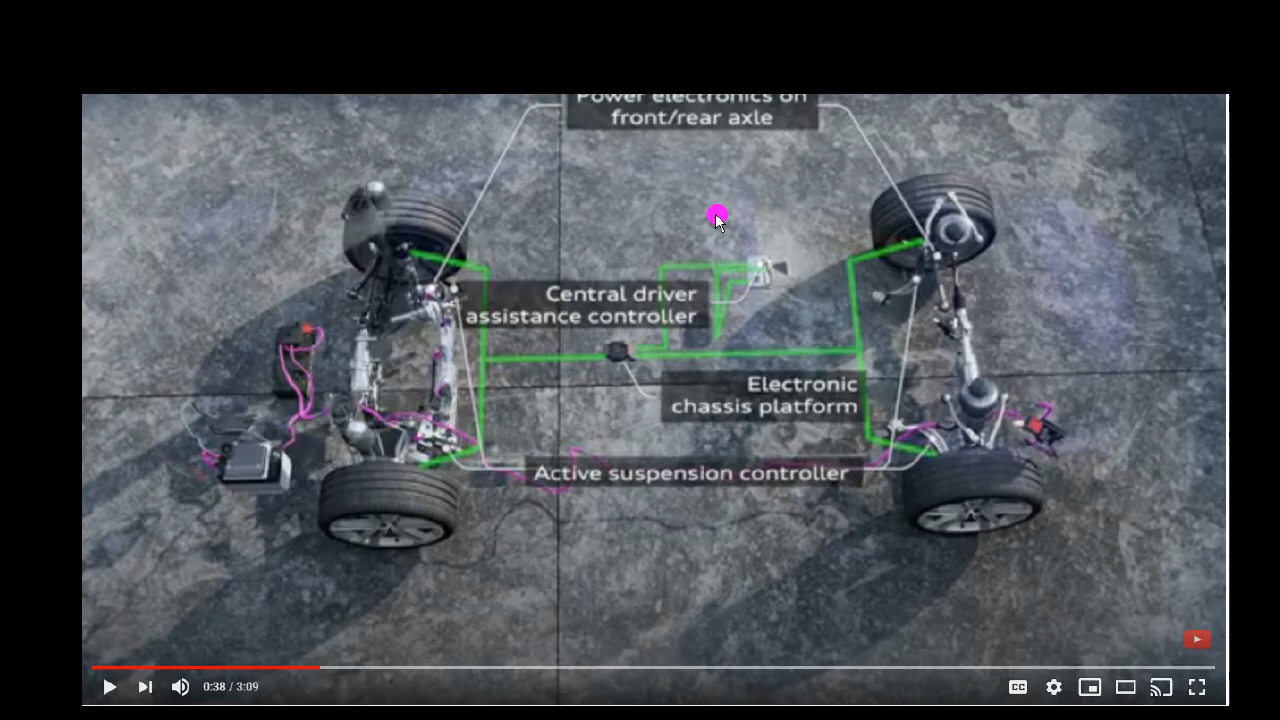 Power electronics on
front/rear axle
Central driver
assistance controller
Electronic
chassis platform
Active suspension controller
0:38 / 3:09
CC